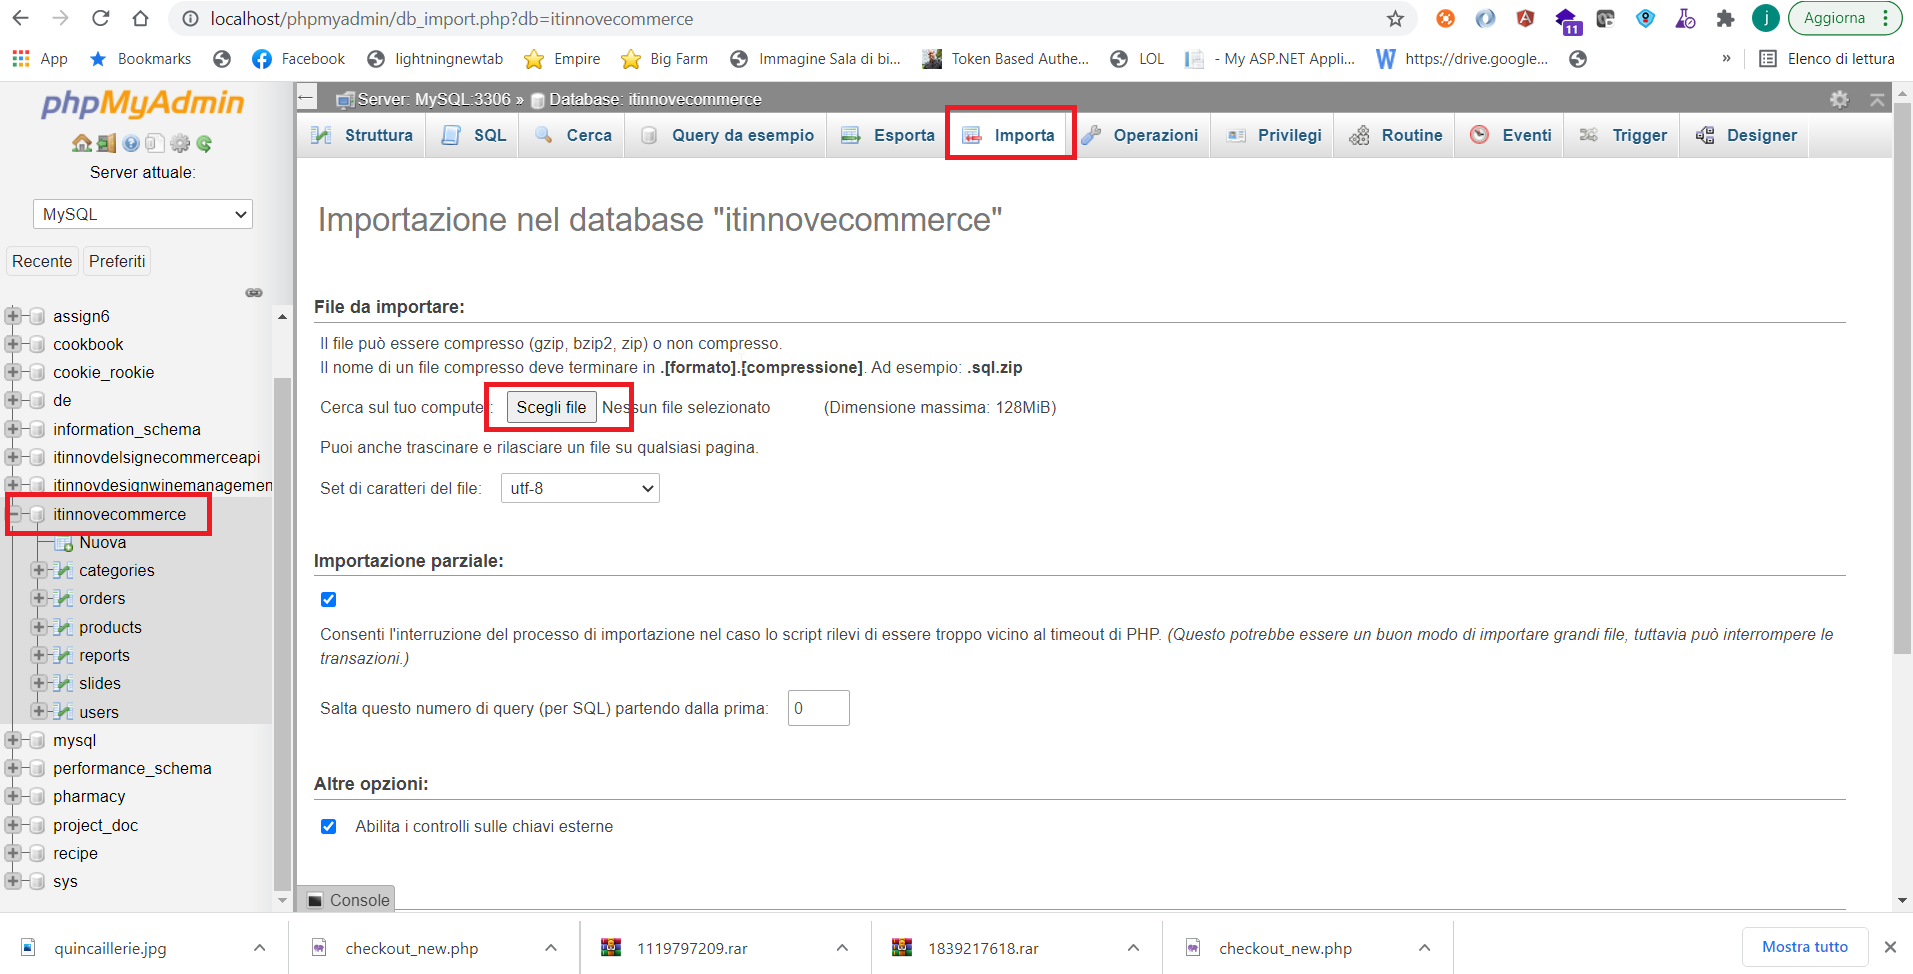 localhost/phpmyadmin/db_import.php?db=itinnovecommerce
11
j
Aggiorna
App
Bookmarks
Facebook
lightningnewtab
Empire
Big Farm
Immagine Sala di bi...
Token Based Authe...
LOL
- My ASP.NET Appli...
https://drive.google...
»
Elenco di lettura
phpMyAdmin
Server attuale:
MySQL
Recente
Preferiti
assign6
cookbook
cookie_rookie
de
information_schema
itinnovdelsignecommerceapi
itinnovdesignwinemanagemen
itinnovecommerce
Nuova
categories
orders
products
reports
slides
users
mysql
performance_schema
pharmacy
project_doc
recipe
sys
Server: MySQL:3306 » Database: itinnovecommerce
Struttura
SQL
Cerca
Query da esempio
Esporta
Importa
Operazioni
Privilegi
Routine
Eventi
Trigger
Designer
Importazione nel database "itinnovecommerce"
File da importare:
Il file può essere compresso (gzip, bzip2, zip) o non compresso.
Il nome di un file compresso deve terminare in .[formato].[compressione]. Ad esempio: .sql.zip
Cerca sul tuo compute: Scegli file Nessun file selezionato (Dimensione massima: 128MiB)
Puoi anche trascinare e rilasciare un file su qualsiasi pagina.
Set di caratteri del file: utf-8
Importazione parziale:
Consenti l'interruzione del processo di importazione nel caso lo script rilevi di essere troppo vicino al timeout di PHP. (Questo potrebbe essere un buon modo di importare grandi file, tuttavia può interrompere le
transazioni.)
Salta questo numero di query (per SQL) partendo dalla prima: 0
Altre opzioni:
Abilita i controlli sulle chiavi esterne
Console
quincaillerie.jpg
checkout_new.php
1119797209.rar
1839217618.rar
checkout_new.php
Mostra tutto